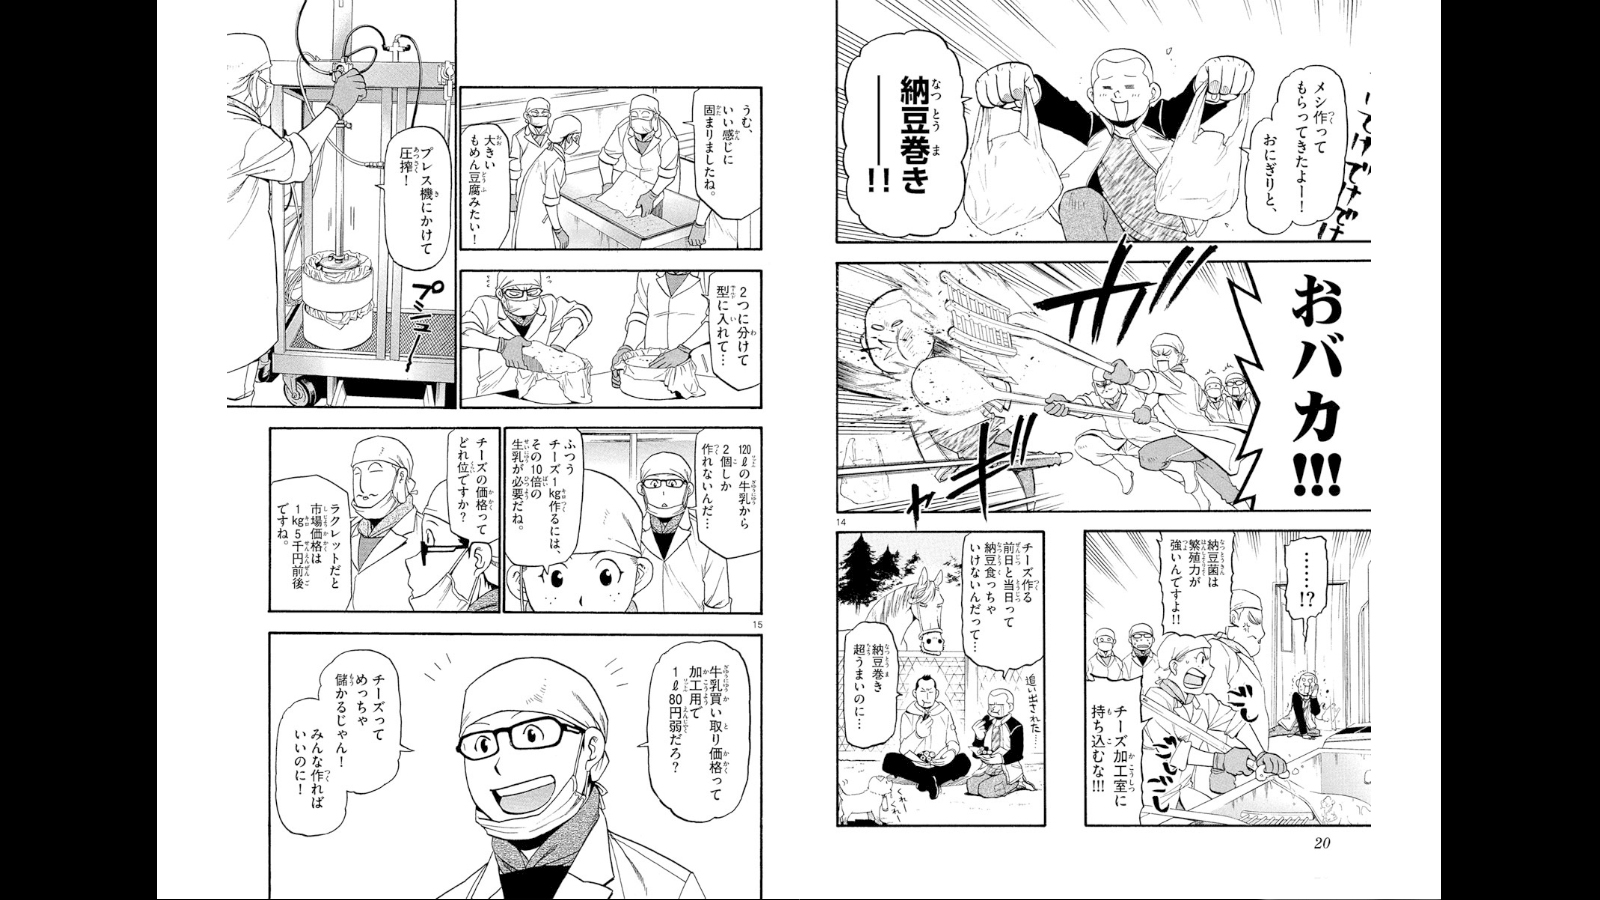 でけでけでけ
メシ作って
もらってきたよー！
おにぎりと、
納豆巻き
――!!
おバカ!!!
14
……!?
納豆菌は
繁殖力が
強いんですよ!!
チーズ加工室に
持ち込むな!!!
チーズ作る
前日と当日って
納豆食っちゃ
いけないんだって…
追い出された……
納豆巻き
超うまいのに…
くれー
くれー
20
うむ、
いい感じに
固まりましたね。
大きい
もめん豆腐みたい！
2つに分けて
型に入れて…
プレス機にかけて
圧搾！
プシューー
120ℓの牛乳から
2個しか
作れないんだ…
ふつう
チーズ1kg作るには、
その10倍の
生乳が必要だね。
チーズの価格って
どれ位ですか？
ラクレットだと
市場価格は
1kg5千円前後
ですね。
15
牛乳買い取り価格って
加工用で
1ℓ80円弱だろ？
チーズって
めっちゃ
儲かるじゃん！
みんな作れば
いいのに！